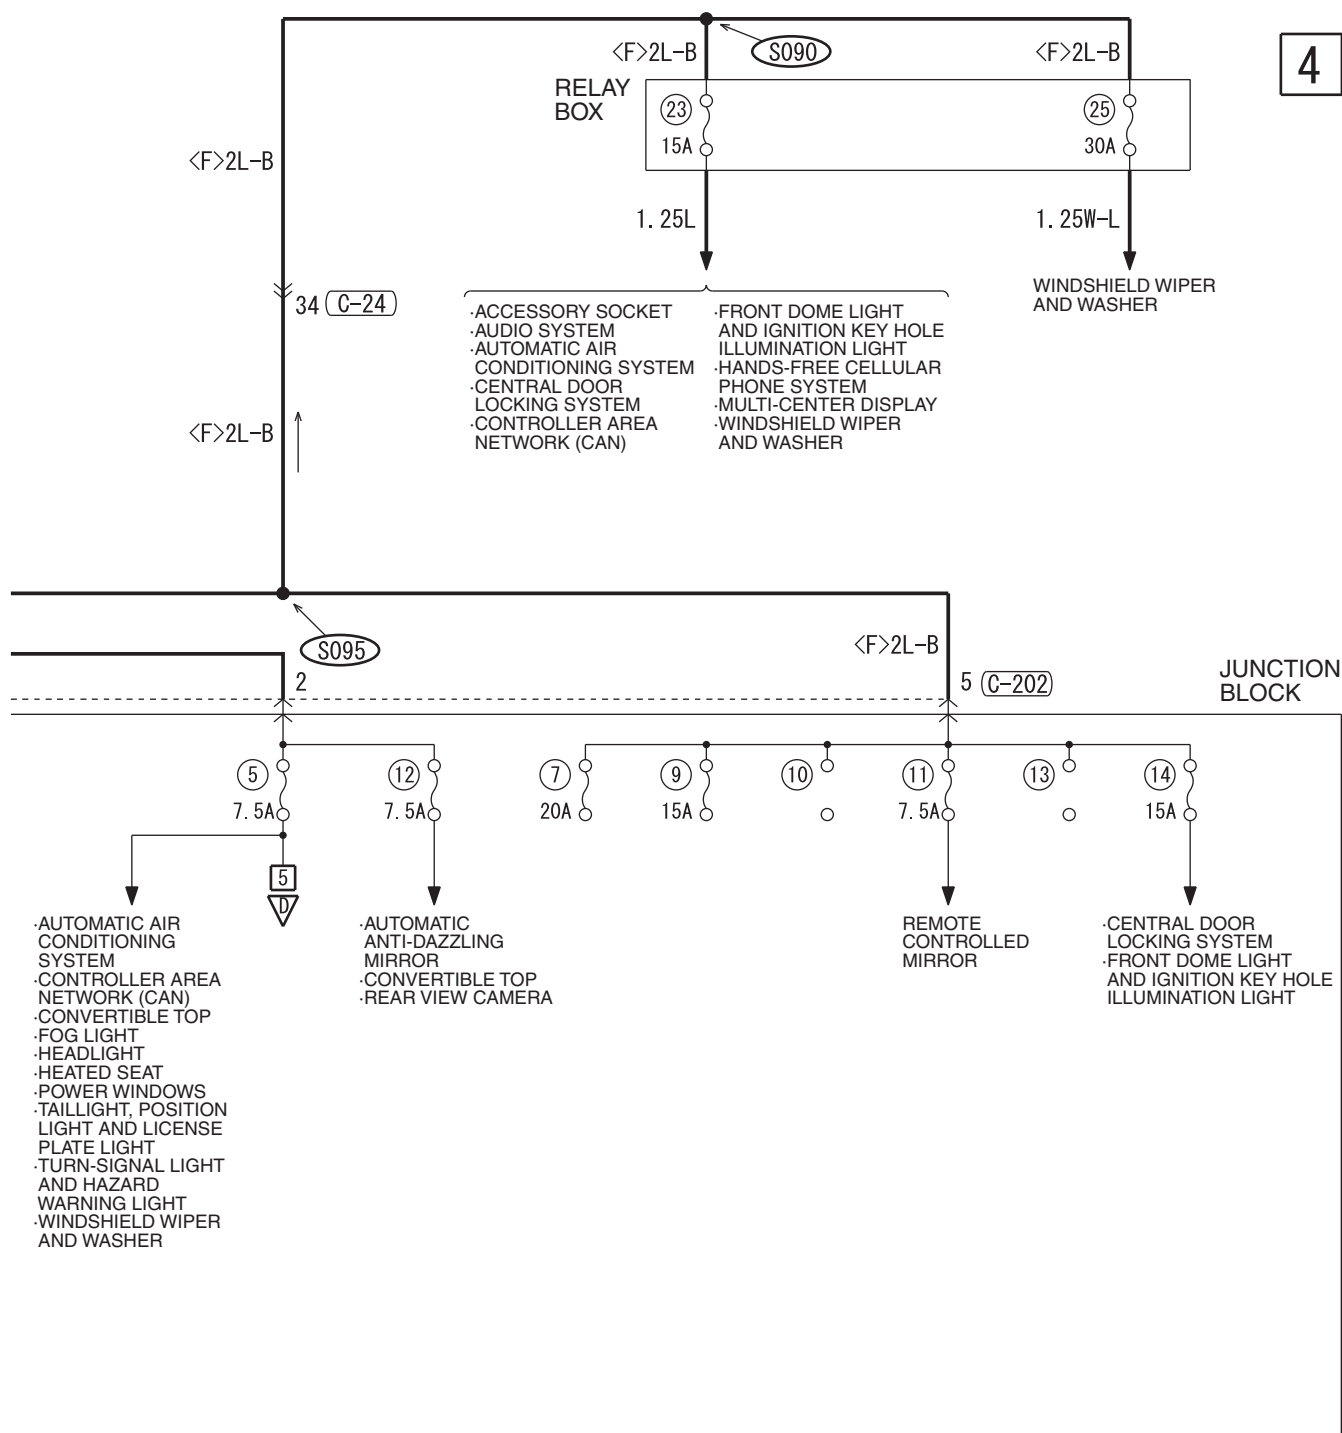 4
<F>2L-B
S090
<F>2L-B
RELAY
BOX
23
15A
25
30A
<F>2L-B
1.25L
1.25W-L
34 C-24
WINDSHIELD WIPER
AND WASHER
·ACCESSORY SOCKET
·AUDIO SYSTEM
·AUTOMATIC AIR
CONDITIONING SYSTEM
·CENTRAL DOOR
LOCKING SYSTEM
·CONTROLLER AREA
NETWORK (CAN)
·FRONT DOME LIGHT
AND IGNITION KEY HOLE
ILLUMINATION LIGHT
·HANDS-FREE CELLULAR
PHONE SYSTEM
·MULTI-CENTER DISPLAY
·WINDSHIELD WIPER
AND WASHER
<F>2L-B
S095
<F>2L-B
2
5 C-202
JUNCTION
BLOCK
5
7.5A
12
7.5A
7
20A
9
15A
10
11
7.5A
13
14
15A
5
D
·AUTOMATIC AIR
CONDITIONING
SYSTEM
·CONTROLLER AREA
NETWORK (CAN)
·CONVERTIBLE TOP
·FOG LIGHT
·HEADLIGHT
·HEATED SEAT
·POWER WINDOWS
·TAILLIGHT, POSITION
LIGHT AND LICENSE
PLATE LIGHT
·TURN-SIGNAL LIGHT
AND HAZARD
WARNING LIGHT
·WINDSHIELD WIPER
AND WASHER
·AUTOMATIC
ANTI-DAZZLING
MIRROR
·CONVERTIBLE TOP
·REAR VIEW CAMERA
REMOTE
CONTROLLED
MIRROR
·CENTRAL DOOR
LOCKING SYSTEM
·FRONT DOME LIGHT
AND IGNITION KEY HOLE
ILLUMINATION LIGHT